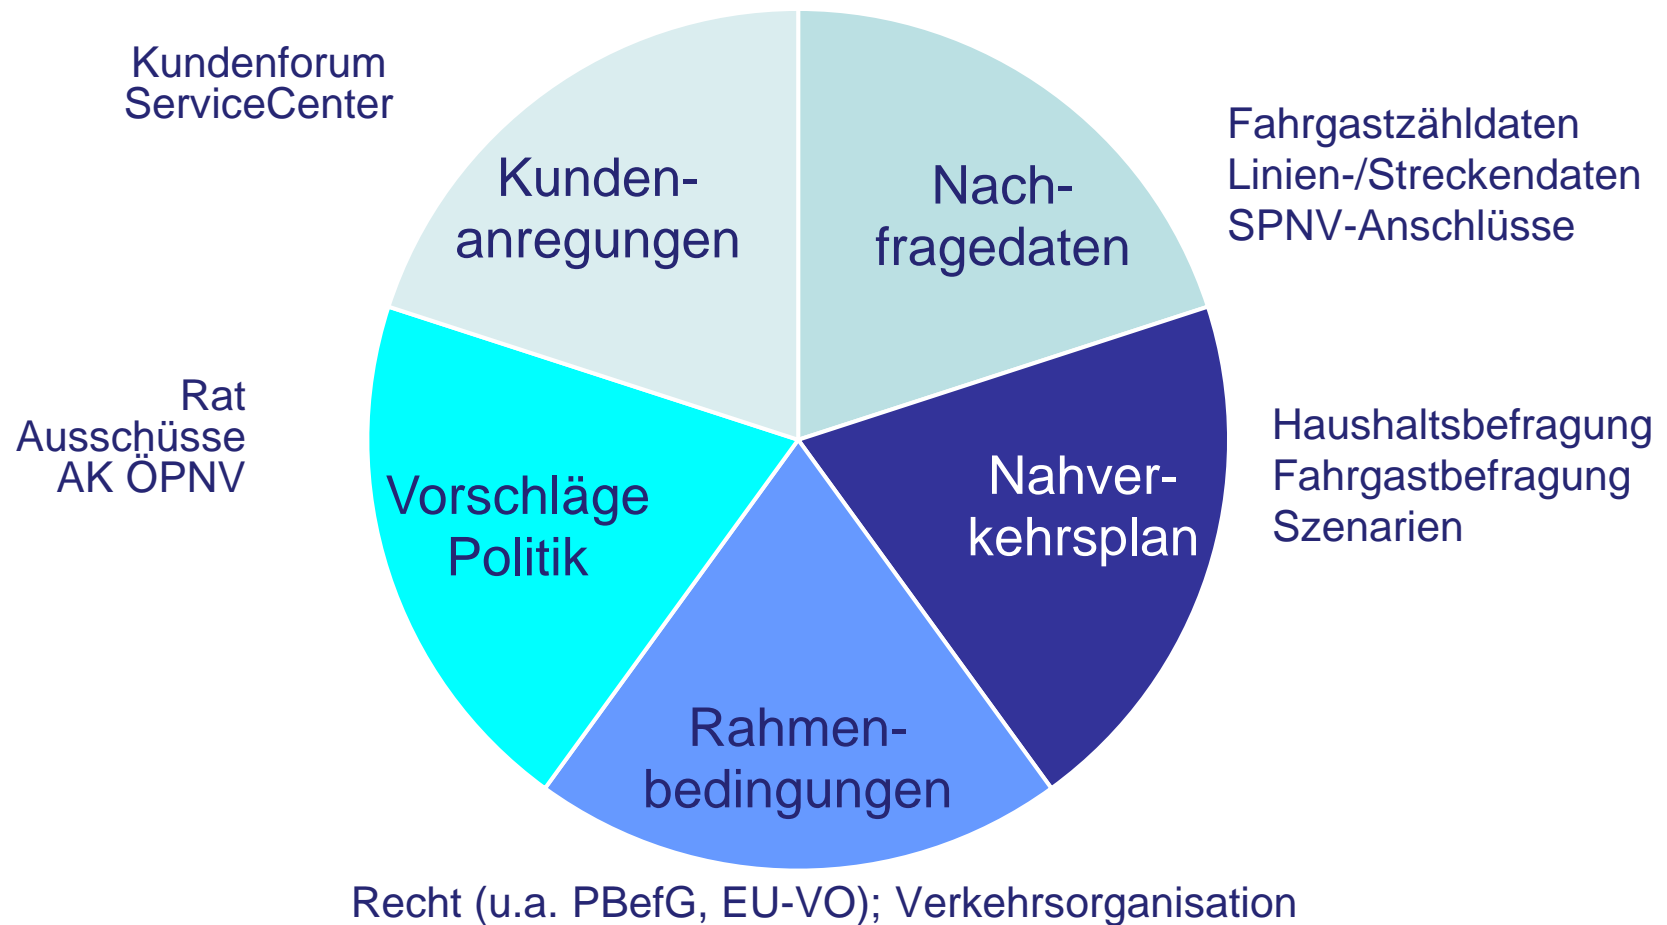 Kundenforum
ServiceCenter
Kunden-
anregungen
Nach-
fragedaten
Fahrgastzähldaten
Linien-/Streckendaten
SPNV-Anschlüsse
Rat
Ausschüsse
AK ÖPNV
Vorschläge
Politik
Nahver-
kehrsplan
Haushaltsbefragung
Fahrgastbefragung
Szenarien
Rahmen-
bedingungen
Recht (u.a. PBefG, EU-VO); Verkehrsorganisation